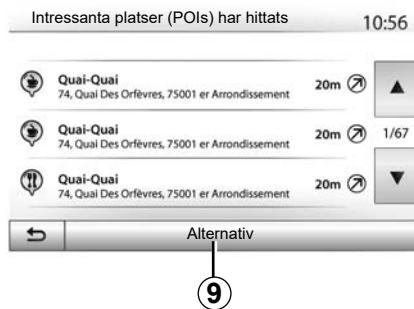 Intressanta platser (POIs) har hittats 10:56
Quai-Quai
74, Quai Des Orfèvres, 75001 er Arrondissement
20m
Quai-Quai
74, Quai Des Orfèvres, 75001 er Arrondissement
20m
1/67
Quai-Quai
74, Quai Des Orfèvres, 75001 er Arrondissement
20m
Alternativ
9